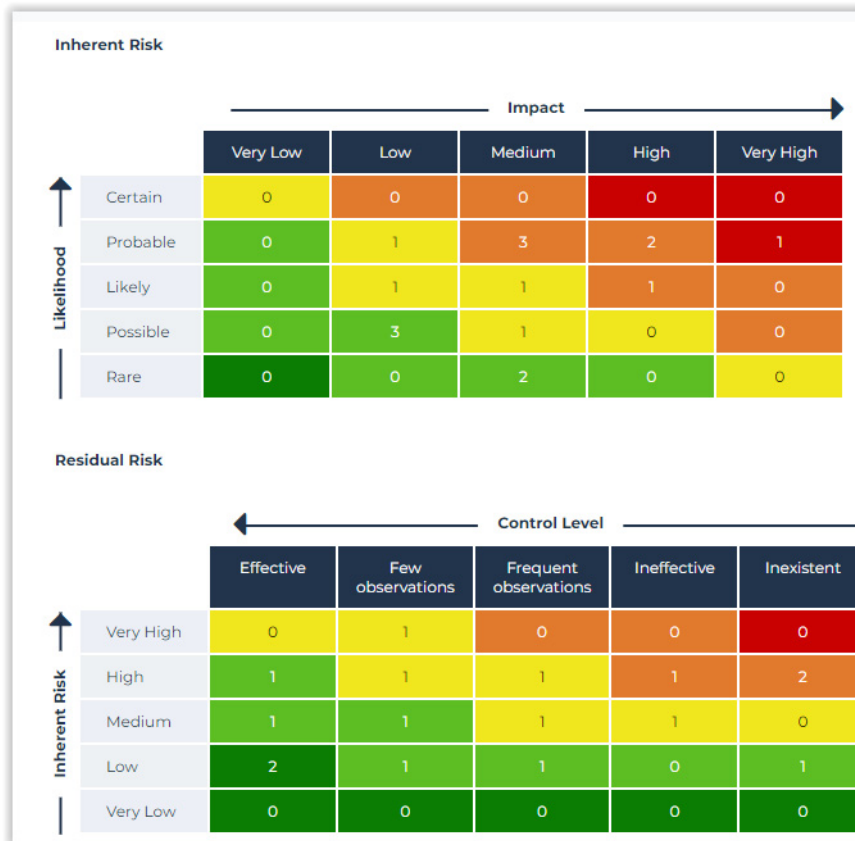 Inherent Risk
Impact
Very Low Low Medium High Very High
Certain 0 0 0 0 0
Probable 0 1 3 2 1
Likely 0 1 1 1 0
Possible 0 3 1 0 0
Rare 0 0 2 0 0
Likelihood
Residual Risk
Control Level
Effective Few observations Frequent observations Ineffective Inexistent
Very High 0 1 0 0 0
High 1 1 1 1 2
Medium 1 1 1 1 0
Low 2 1 1 0 1
Very Low 0 0 0 0 0
Inherent Risk